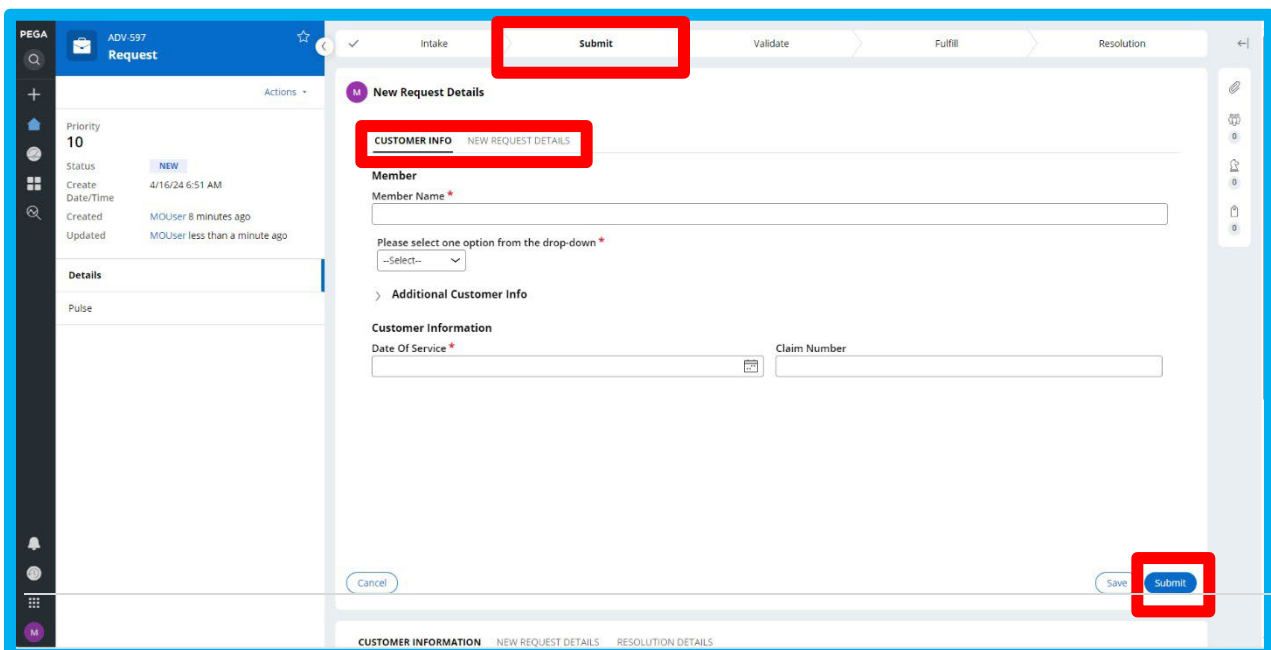 PEGA
ADV-597
Request
Intake
Submit
Validate
Fulfill
Resolution
Actions
Priority
10
Status NEW
Create Date/Time 4/16/24 6:51 AM
Created MOUser 8 minutes ago
Updated MOUser less than a minute ago
Details
Pulse
M New Request Details
CUSTOMER INFO NEW REQUEST DETAILS
Member
Member Name *
Please select one option from the drop-down *
--Select--
Additional Customer Info
Customer Information
Date Of Service * Claim Number
0
0
0
Cancel Save Submit
M
CUSTOMER INFORMATION NEW REQUEST DETAILS RESOLUTION DETAILS